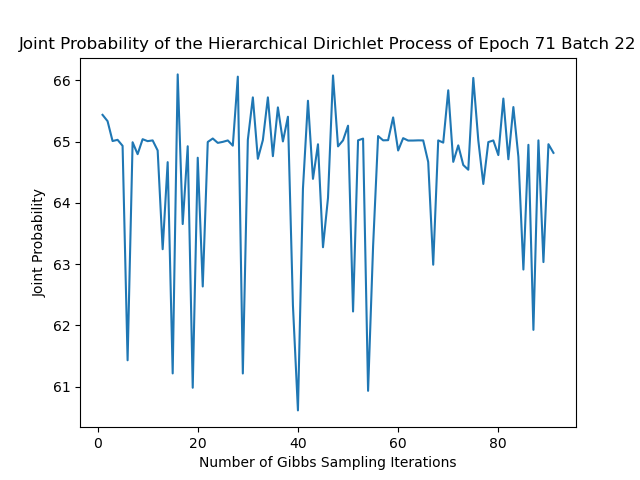 Joint Probability of the Hierarchical Dirichlet Process of Epoch 71 Batch 22
66
65
64
63
62
61
Joint Probability
0 20 40 60 80
Number of Gibbs Sampling Iterations